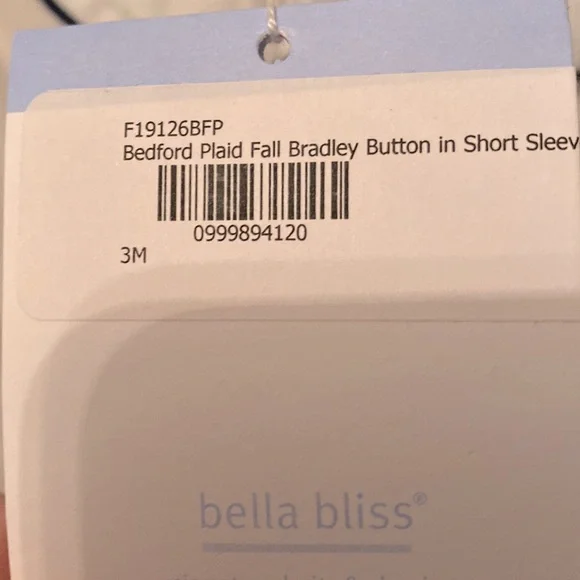 F19126BFP
Bedford Plaid Fall Bradley Button in Short Sleev
0999894120
3M
bella bliss®